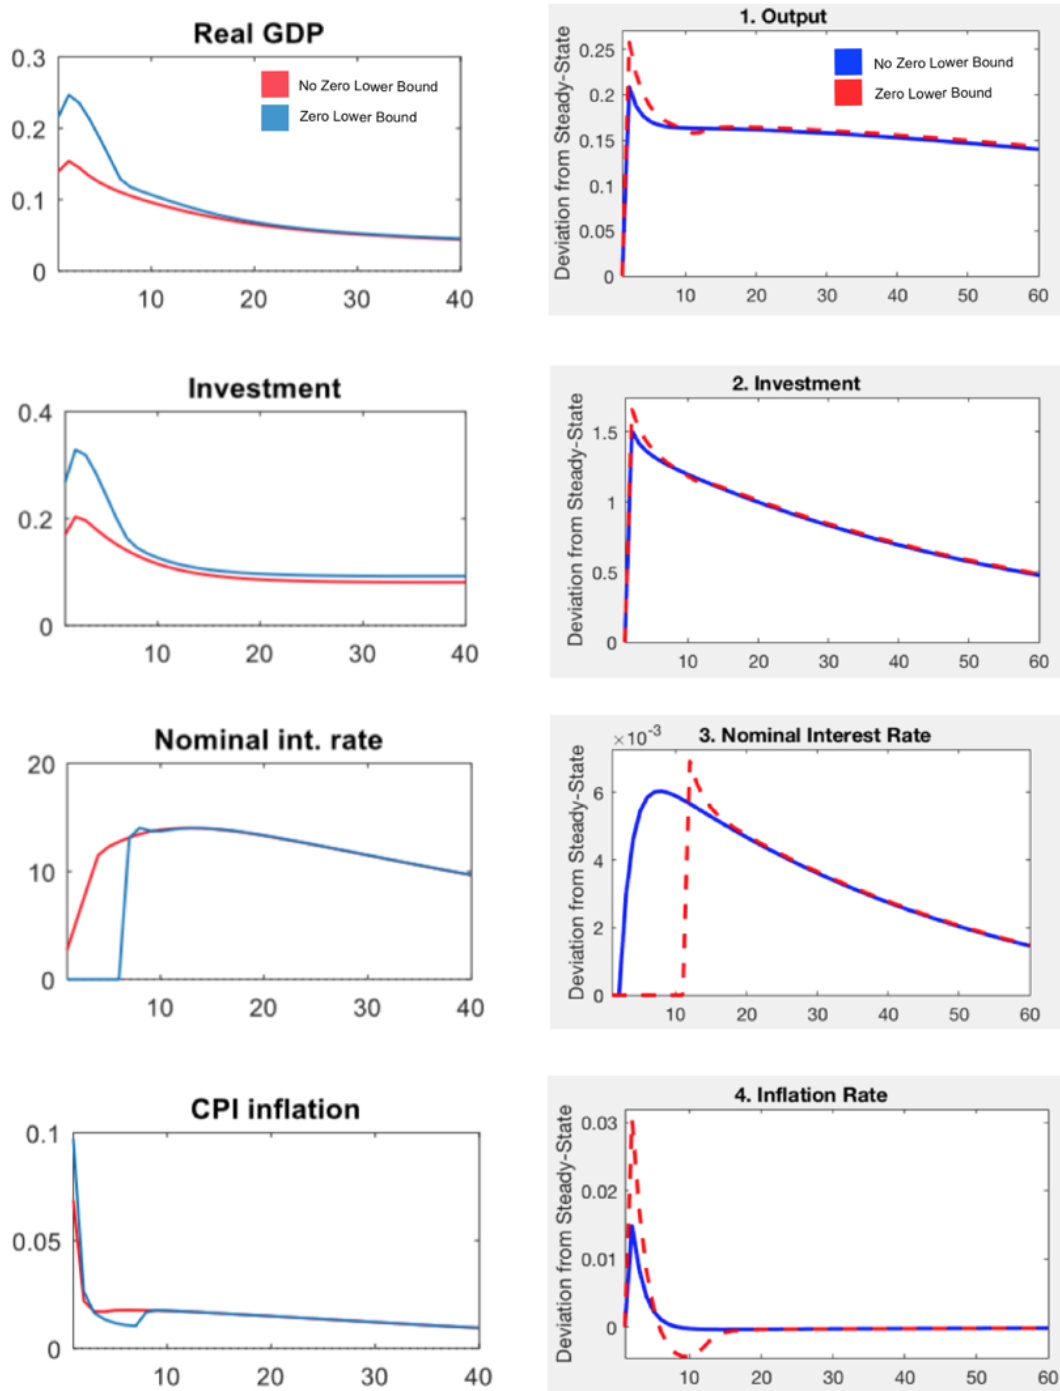 Real GDP
0.3
0.2
0.1
0
No Zero Lower Bound
Zero Lower Bound
10 20 30 40
1. Output
Deviation from Steady-State
0.25
0.2
0.15
0.1
0.05
0
No Zero Lower Bound
Zero Lower Bound
10 20 30 40 50 60
Investment
0.4
0.2
0
10 20 30 40
2. Investment
Deviation from Steady-State
1.5
1
0.5
0
10 20 30 40 50 60
Nominal int. rate
20
10
0
10 20 30 40
×10⁻³
3. Nominal Interest Rate
Deviation from Steady-State
6
4
2
0
10 20 30 40 50 60
CPI inflation
0.1
0.05
0
10 20 30 40
4. Inflation Rate
Deviation from Steady-State
0.03
0.02
0.01
0
10 20 30 40 50 60